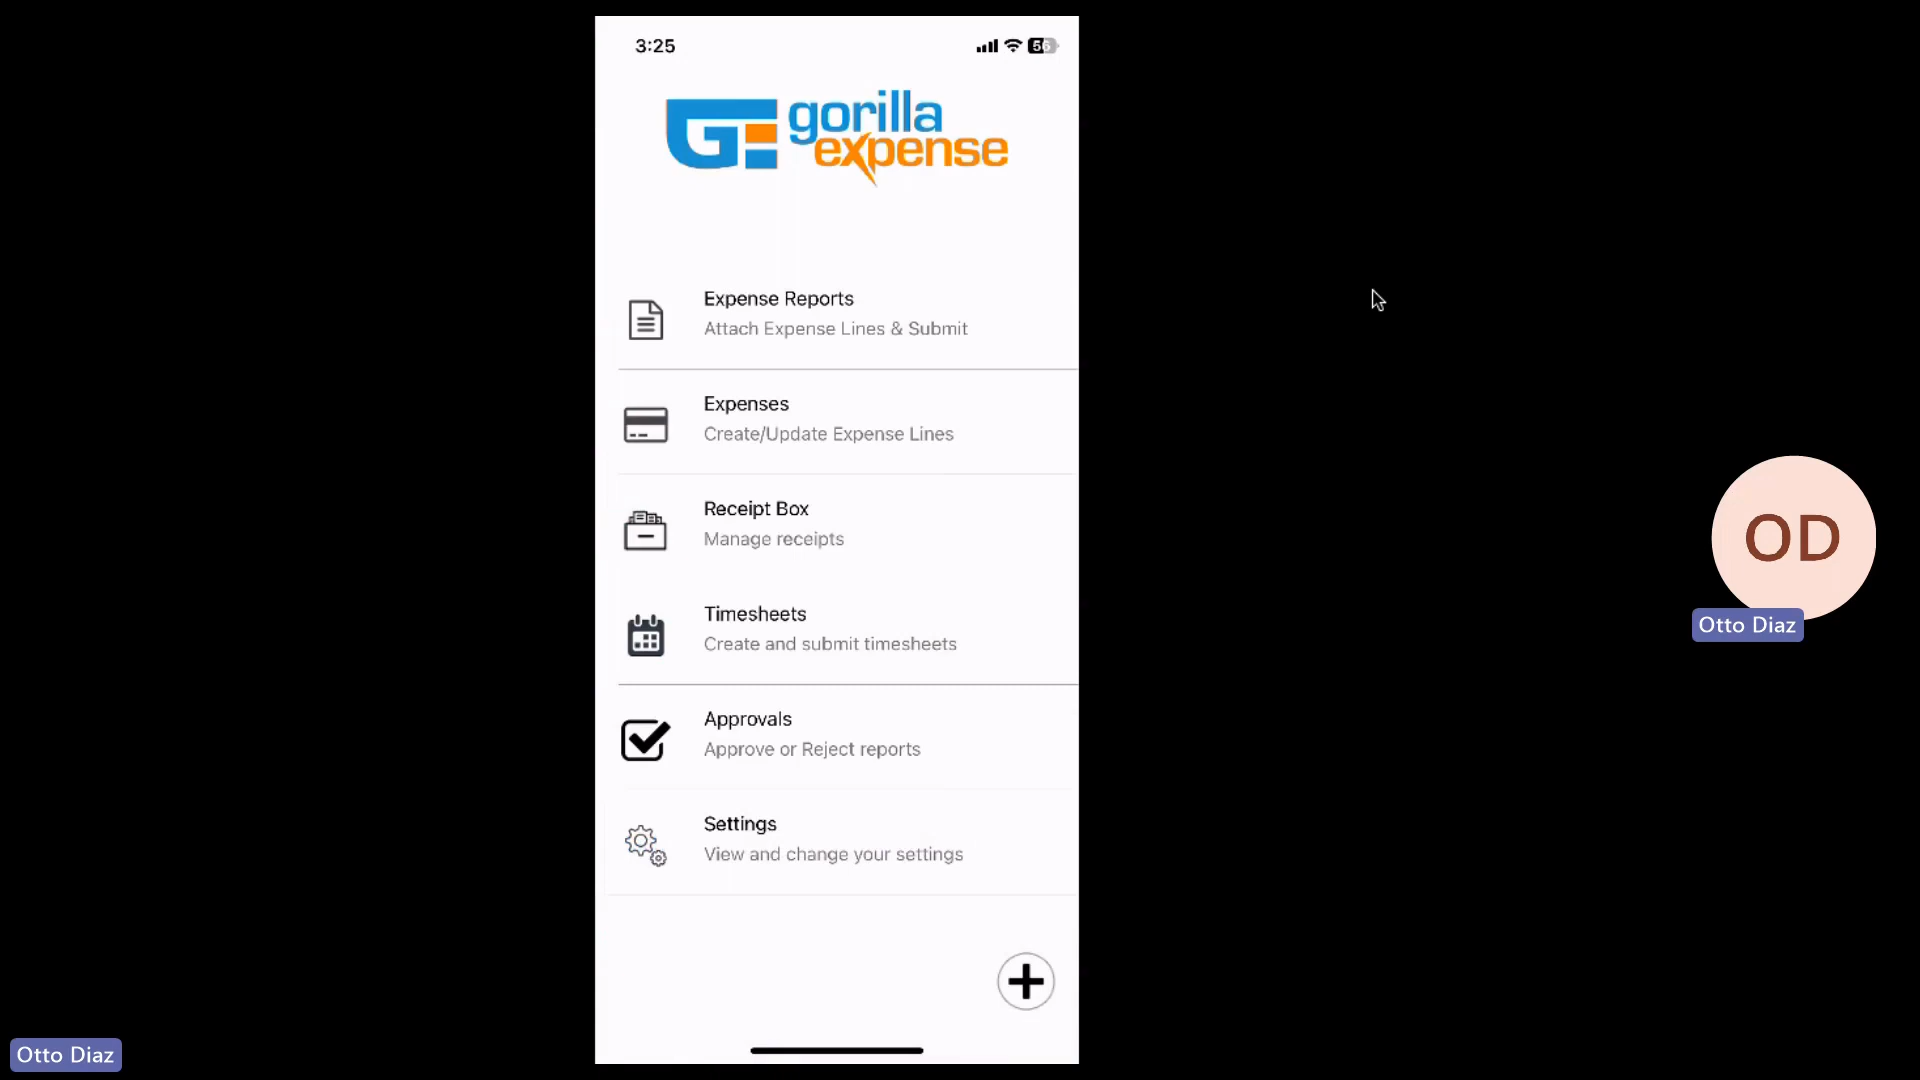 3:25
56
GE gorilla
expense
Expense Reports
Attach Expense Lines & Submit
Expenses
Create/Update Expense Lines
Receipt Box
Manage receipts
Timesheets
Create and submit timesheets
Approvals
Approve or Reject reports
Settings
View and change your settings
OD
Otto Diaz
Otto Diaz